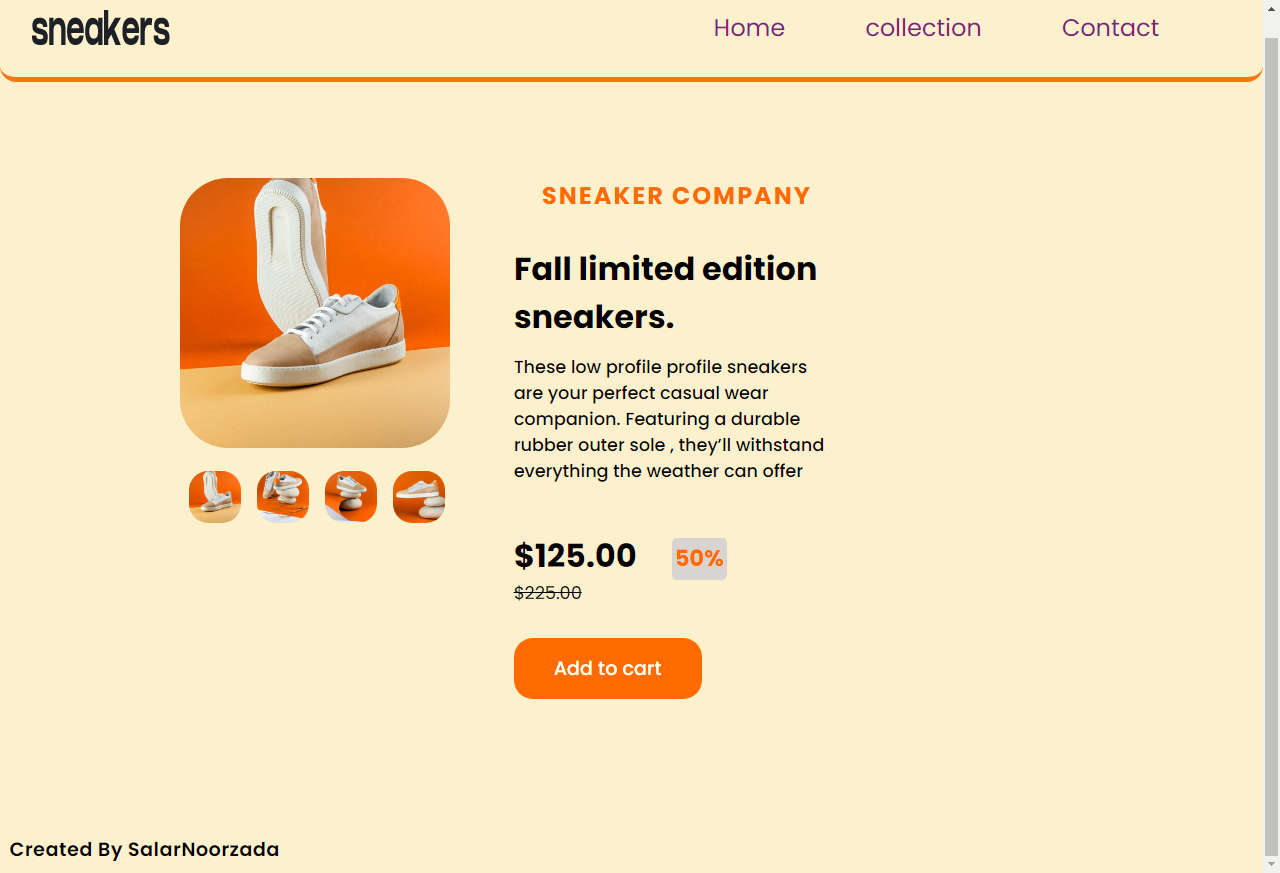 sneakers
Home collection Contact
SNEAKER COMPANY
Fall limited edition
sneakers.
These low profile profile sneakers
are your perfect casual wear
companion. Featuring a durable
rubber outer sole , they’ll withstand
everything the weather can offer
$125.00 50%
$225.00
Add to cart
Created By SalarNoorzada